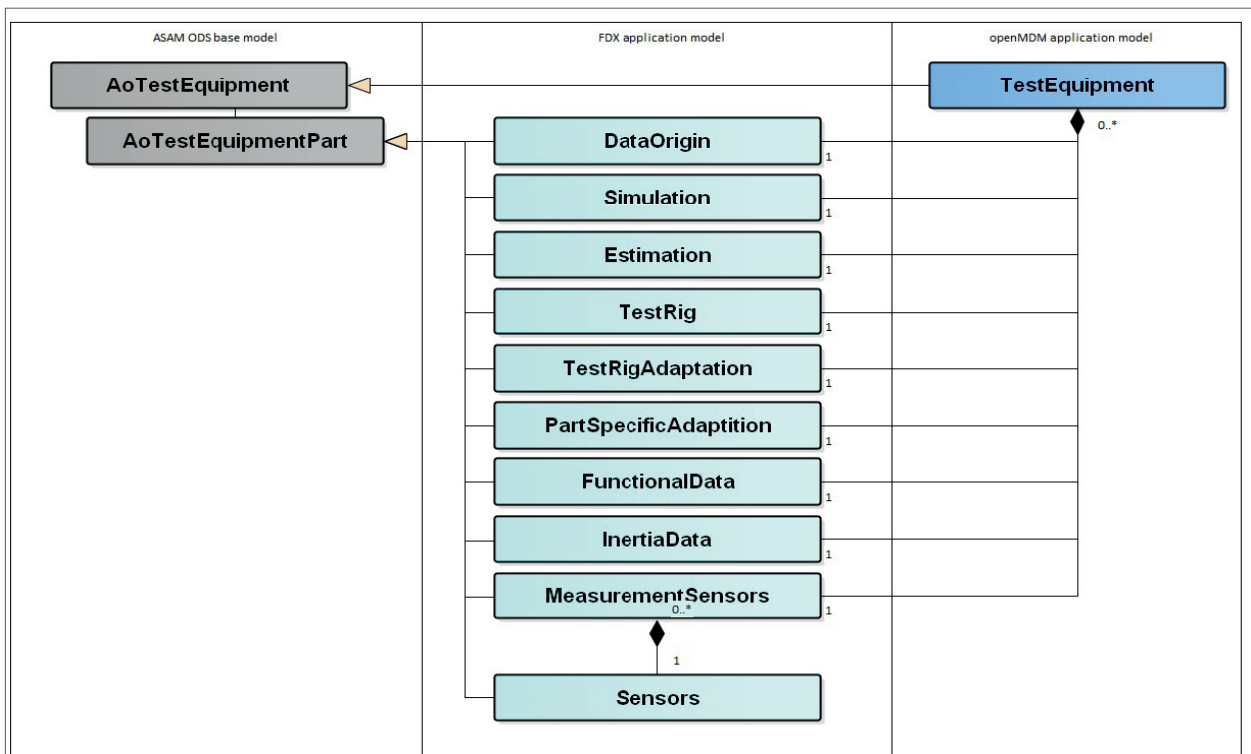 ASAM ODS base model
FDX application model
openMDM application model
AoTestEquipment
TestEquipment
0..*
AoTestEquipmentPart
DataOrigin
1
Simulation
1
Estimation
1
TestRig
1
TestRigAdaptation
1
PartSpecificAdaptition
1
FunctionalData
1
InertiaData
1
MeasurementSensors
0..*
1
1
Sensors